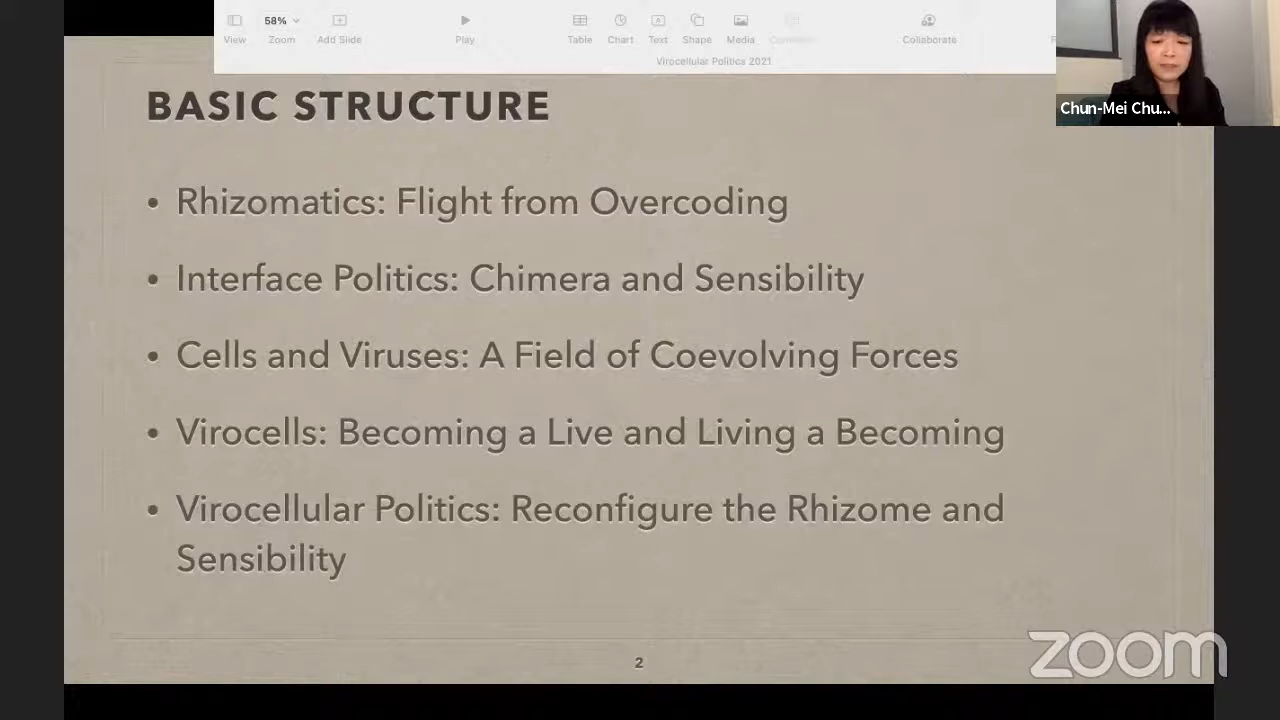 58%
View
Zoom
Add Slide
Play
Table
Chart
Text
Shape
Media
Comment
Collaborate
Virocellular Politics 2021
Chun-Mei Chu...
BASIC STRUCTURE
• Rhizomatics: Flight from Overcoding
• Interface Politics: Chimera and Sensibility
• Cells and Viruses: A Field of Coevolving Forces
• Virocells: Becoming a Live and Living a Becoming
• Virocellular Politics: Reconfigure the Rhizome and
Sensibility
2
zoom